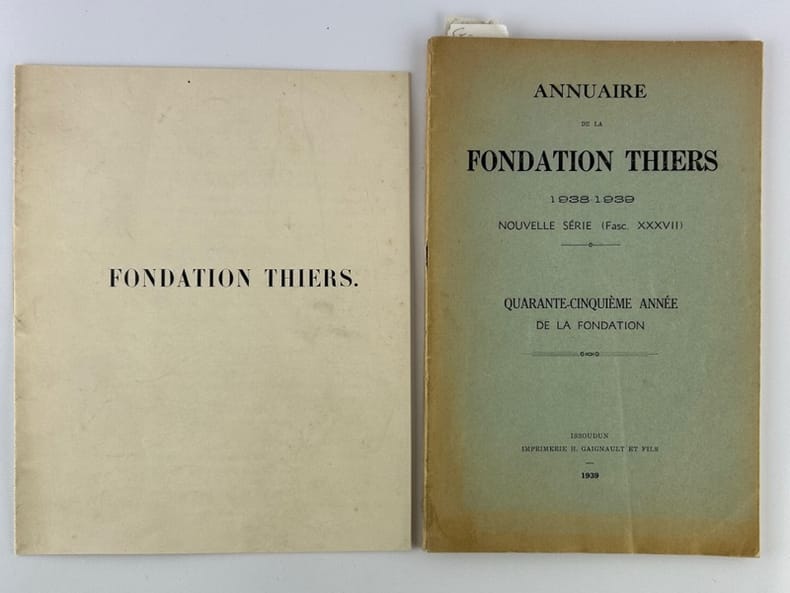 FONDATION THIERS.
ANNUAIRE
DE LA
FONDATION THIERS
1938-1939
NOUVELLE SÉRIE (Fasc. XXXVII)
QUARANTE-CINQUIÈME ANNÉE
DE LA FONDATION
ISSOUDUN
IMPRIMERIE H. GAIGNAULT ET FILS
1939